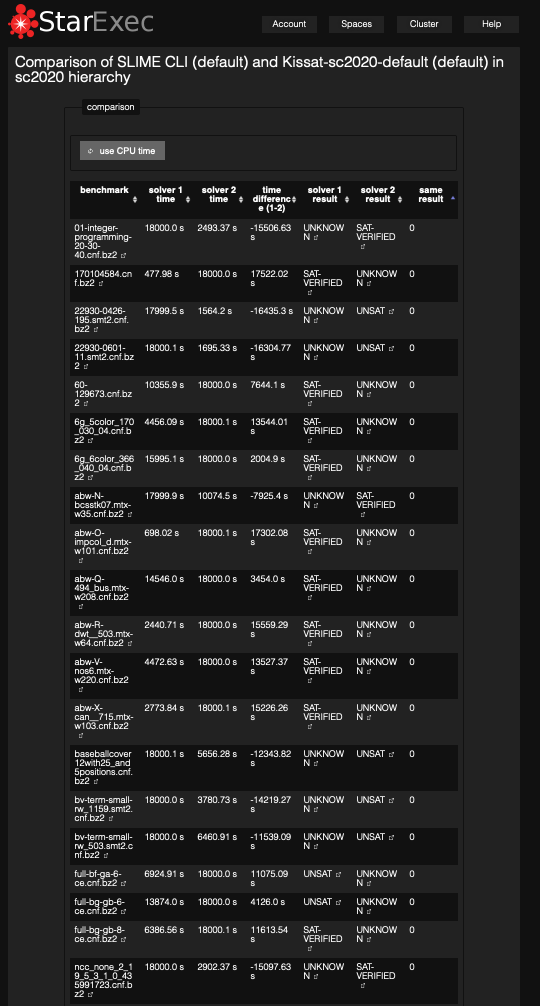 StarExec
Account Spaces Cluster Help
Comparison of SLIME CLI (default) and Kissat-sc2020-default (default) in
sc2020 hierarchy
comparison
use CPU time
benchmark solver 1 time solver 2 time time differenc e (1-2) solver 1 result solver 2 result same result
01-integer-programming-20-30-40.cnf.bz2 18000.0 s 2493.37 s -15506.63 s UNKNOWN SAT-VERIFIED 0
170104584.cnf.bz2 477.98 s 18000.0 s 17522.02 s SAT-VERIFIED UNKNOWN 0
22930-0426-195.smt2.cnf.bz2 17999.5 s 1564.2 s -16435.3 s UNKNOWN UNSAT 0
22930-0601-11.smt2.cnf.bz2 18000.1 s 1695.33 s -16304.77 s UNKNOWN UNSAT 0
60-129673.cnf.bz2 10355.9 s 18000.0 s 7644.1 s SAT-VERIFIED UNKNOWN 0
6g_5color_170_030_04.cnf.bz2 4456.09 s 18000.1 s 13544.01 s SAT-VERIFIED UNKNOWN 0
6g_6color_366_040_04.cnf.bz2 15995.1 s 18000.0 s 2004.9 s SAT-VERIFIED UNKNOWN 0
abw-N-bcsstk07.mtx-w35.cnf.bz2 17999.9 s 10074.5 s -7925.4 s UNKNOWN SAT-VERIFIED 0
abw-O-impcol_d.mtx-w101.cnf.bz2 698.02 s 18000.1 s 17302.08 s SAT-VERIFIED UNKNOWN 0
abw-Q-494_bus.mtx-w208.cnf.bz2 14546.0 s 18000.0 s 3454.0 s SAT-VERIFIED UNKNOWN 0
abw-R-dwt__503.mtx-w64.cnf.bz2 2440.71 s 18000.0 s 15559.29 s SAT-VERIFIED UNKNOWN 0
abw-V-nos6.mtx-w220.cnf.bz2 4472.63 s 18000.0 s 13527.37 s SAT-VERIFIED UNKNOWN 0
abw-X-can__715.mtx-w103.cnf.bz2 2773.84 s 18000.1 s 15226.26 s SAT-VERIFIED UNKNOWN 0
baseballcover12with25_and5positions.cnf.bz2 18000.1 s 5656.28 s -12343.82 s UNKNOWN UNSAT 0
bv-term-small-rw_1159.smt2.cnf.bz2 18000.0 s 3780.73 s -14219.27 s UNKNOWN UNSAT 0
bv-term-small-rw_503.smt2.cnf.bz2 18000.0 s 6460.91 s -11539.09 s UNKNOWN UNSAT 0
full-bf-ga-6-ce.cnf.bz2 6924.91 s 18000.0 s 11075.09 s UNSAT UNKNOWN 0
full-bg-gb-6-ce.cnf.bz2 13874.0 s 18000.0 s 4126.0 s UNSAT UNKNOWN 0
full-bg-gb-8-ce.cnf.bz2 6386.56 s 18000.1 s 11613.54 s SAT-VERIFIED UNKNOWN 0
ncc_none_2_19_5_3_1_0_435991723.cnf.bz2 18000.0 s 2902.37 s -15097.63 s UNKNOWN SAT-VERIFIED 0